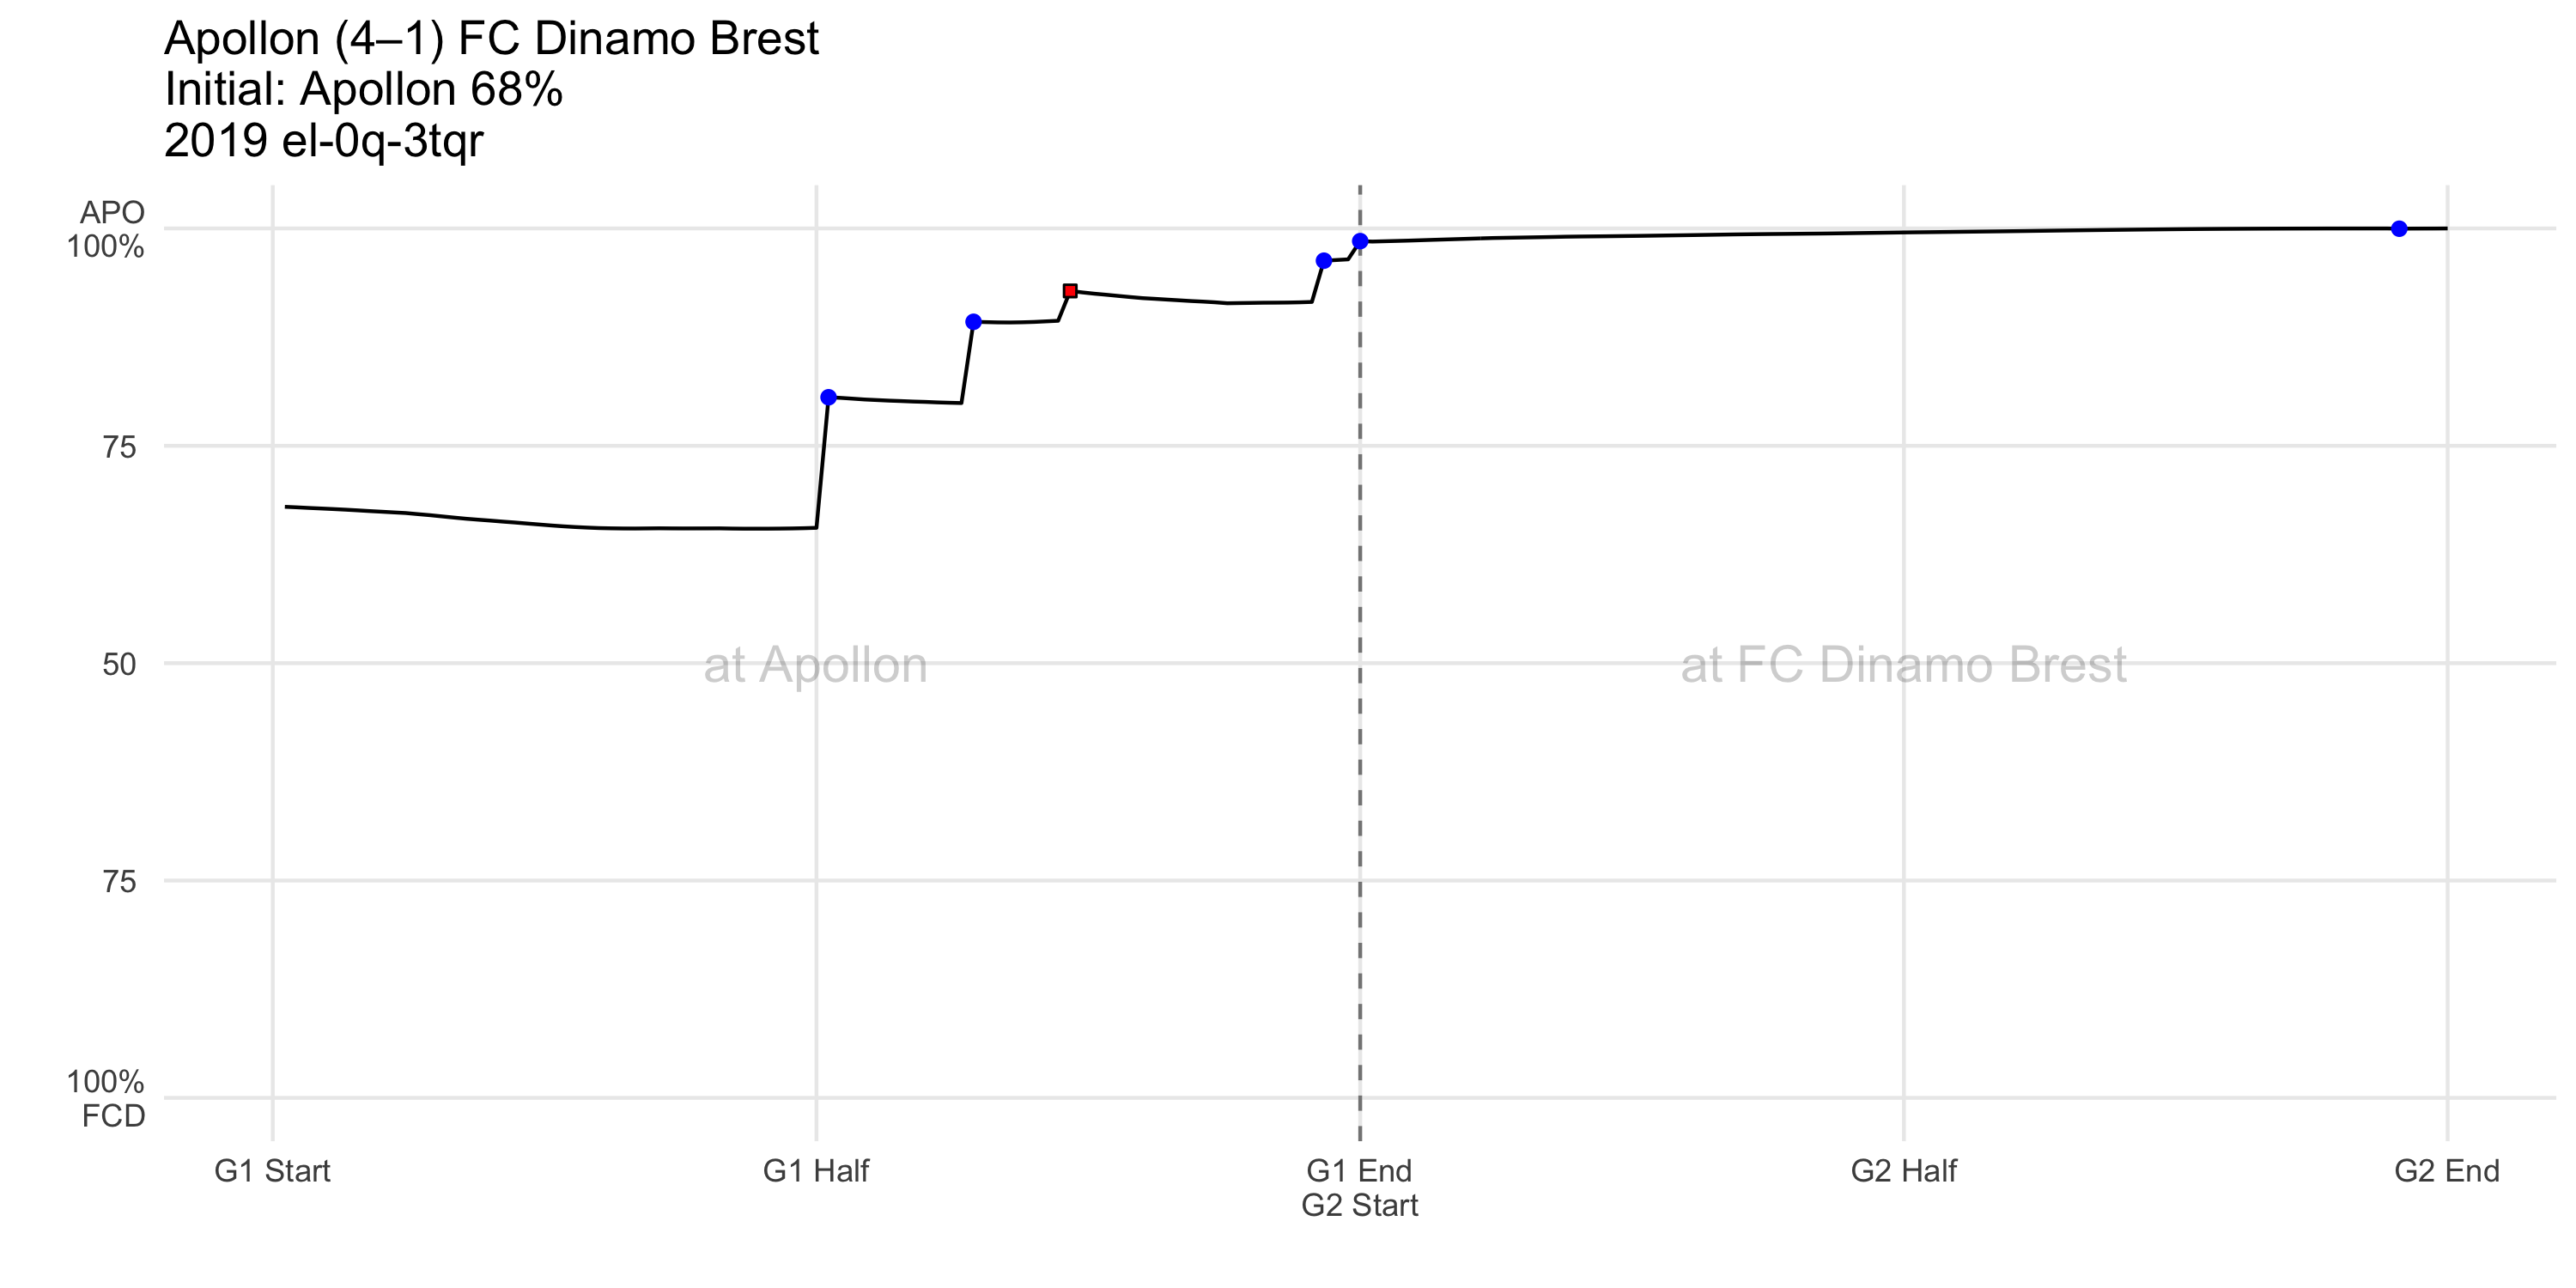 Apollon (4–1) FC Dinamo Brest
Initial: Apollon 68%
2019 el-0q-3tqr
APO
100%
75
50
75
100%
FCD
at Apollon
at FC Dinamo Brest
G1 Start
G1 Half
G1 End
G2 Start
G2 Half
G2 End